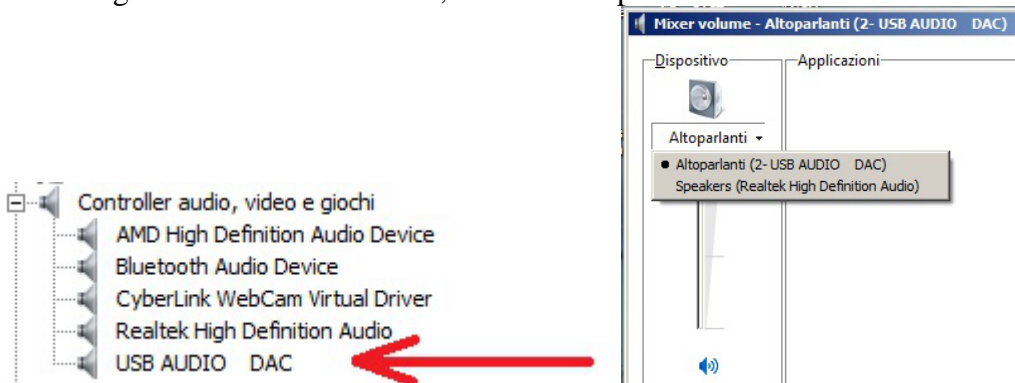 Mixer volume - Altoparlanti (2- USB AUDIO DAC)
Dispositivo
Applicazioni
Altoparlanti
Altoparlanti (2- USB AUDIO DAC)
Speakers (Realtek High Definition Audio)
Controller audio, video e giochi
AMD High Definition Audio Device
Bluetooth Audio Device
CyberLink WebCam Virtual Driver
Realtek High Definition Audio
USB AUDIO DAC